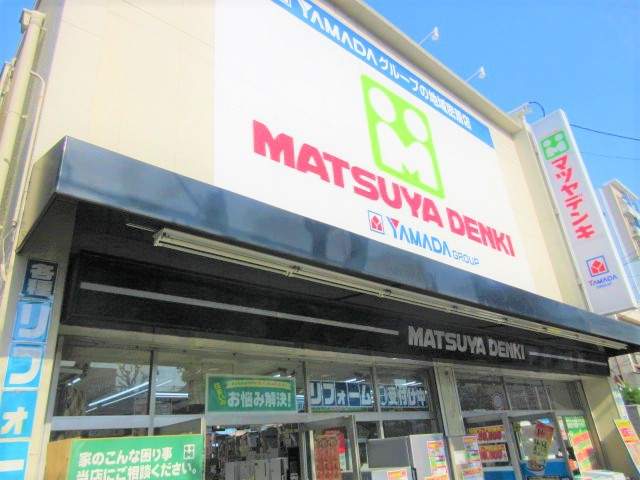 YAMADAグループの地域密着店
MATSUYA DENKI
YAMADA GROUP
マツヤデンキ
YAMADA
MATSUYA DENKI
各種リフォ
お悩み解決!
リフォーム
受付け中
家のこんな困り事
当店にご相談ください。